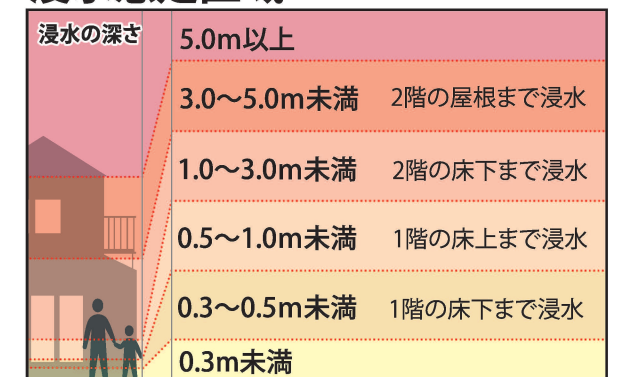 浸水の深さ
5.0m以上
3.0〜5.0m未満 2階の屋根まで浸水
1.0〜3.0m未満 2階の床下まで浸水
0.5〜1.0m未満 1階の床上まで浸水
0.3〜0.5m未満 1階の床下まで浸水
0.3m未満